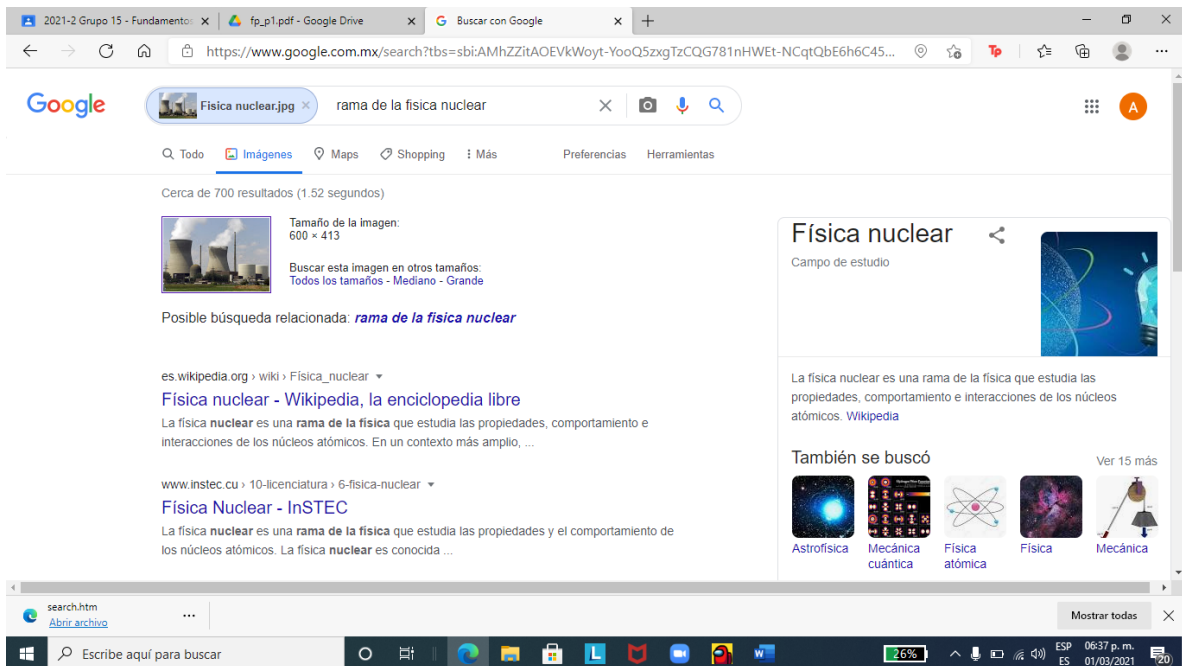 2021-2 Grupo 15 - Fundamentos
fp_p1.pdf - Google Drive
Buscar con Google
https://www.google.com.mx/search?tbs=sbi:AMhZZitAOEVkWoyt-YooQ5zxgTzCQG781nHWEt-NCqtQbE6h6C45...
Google
Fisica nuclear.jpg
rama de la fisica nuclear
A
Todo
Imágenes
Maps
Shopping
Más
Preferencias
Herramientas
Cerca de 700 resultados (1.52 segundos)
Tamaño de la imagen:
600 × 413
Buscar esta imagen en otros tamaños:
Todos los tamaños - Mediano - Grande
Posible búsqueda relacionada: rama de la fisica nuclear
es.wikipedia.org › wiki › Física_nuclear
Física nuclear - Wikipedia, la enciclopedia libre
La física nuclear es una rama de la física que estudia las propiedades, comportamiento e
interacciones de los núcleos atómicos. En un contexto más amplio, ...
www.instec.cu › 10-licenciatura › 6-fisica-nuclear
Física Nuclear - InSTEC
La física nuclear es una rama de la física que estudia las propiedades y el comportamiento de
los núcleos atómicos. La física nuclear es conocida ...
Física nuclear
Campo de estudio
La física nuclear es una rama de la física que estudia las
propiedades, comportamiento e interacciones de los núcleos
atómicos. Wikipedia
También se buscó
Ver 15 más
Astrofísica
Mecánica
cuántica
Física
atómica
Física
Mecánica
search.htm
Abrir archivo
Mostrar todas
Escribe aquí para buscar
26%
ESP
ES
06:37 p. m.
01/03/2021
20